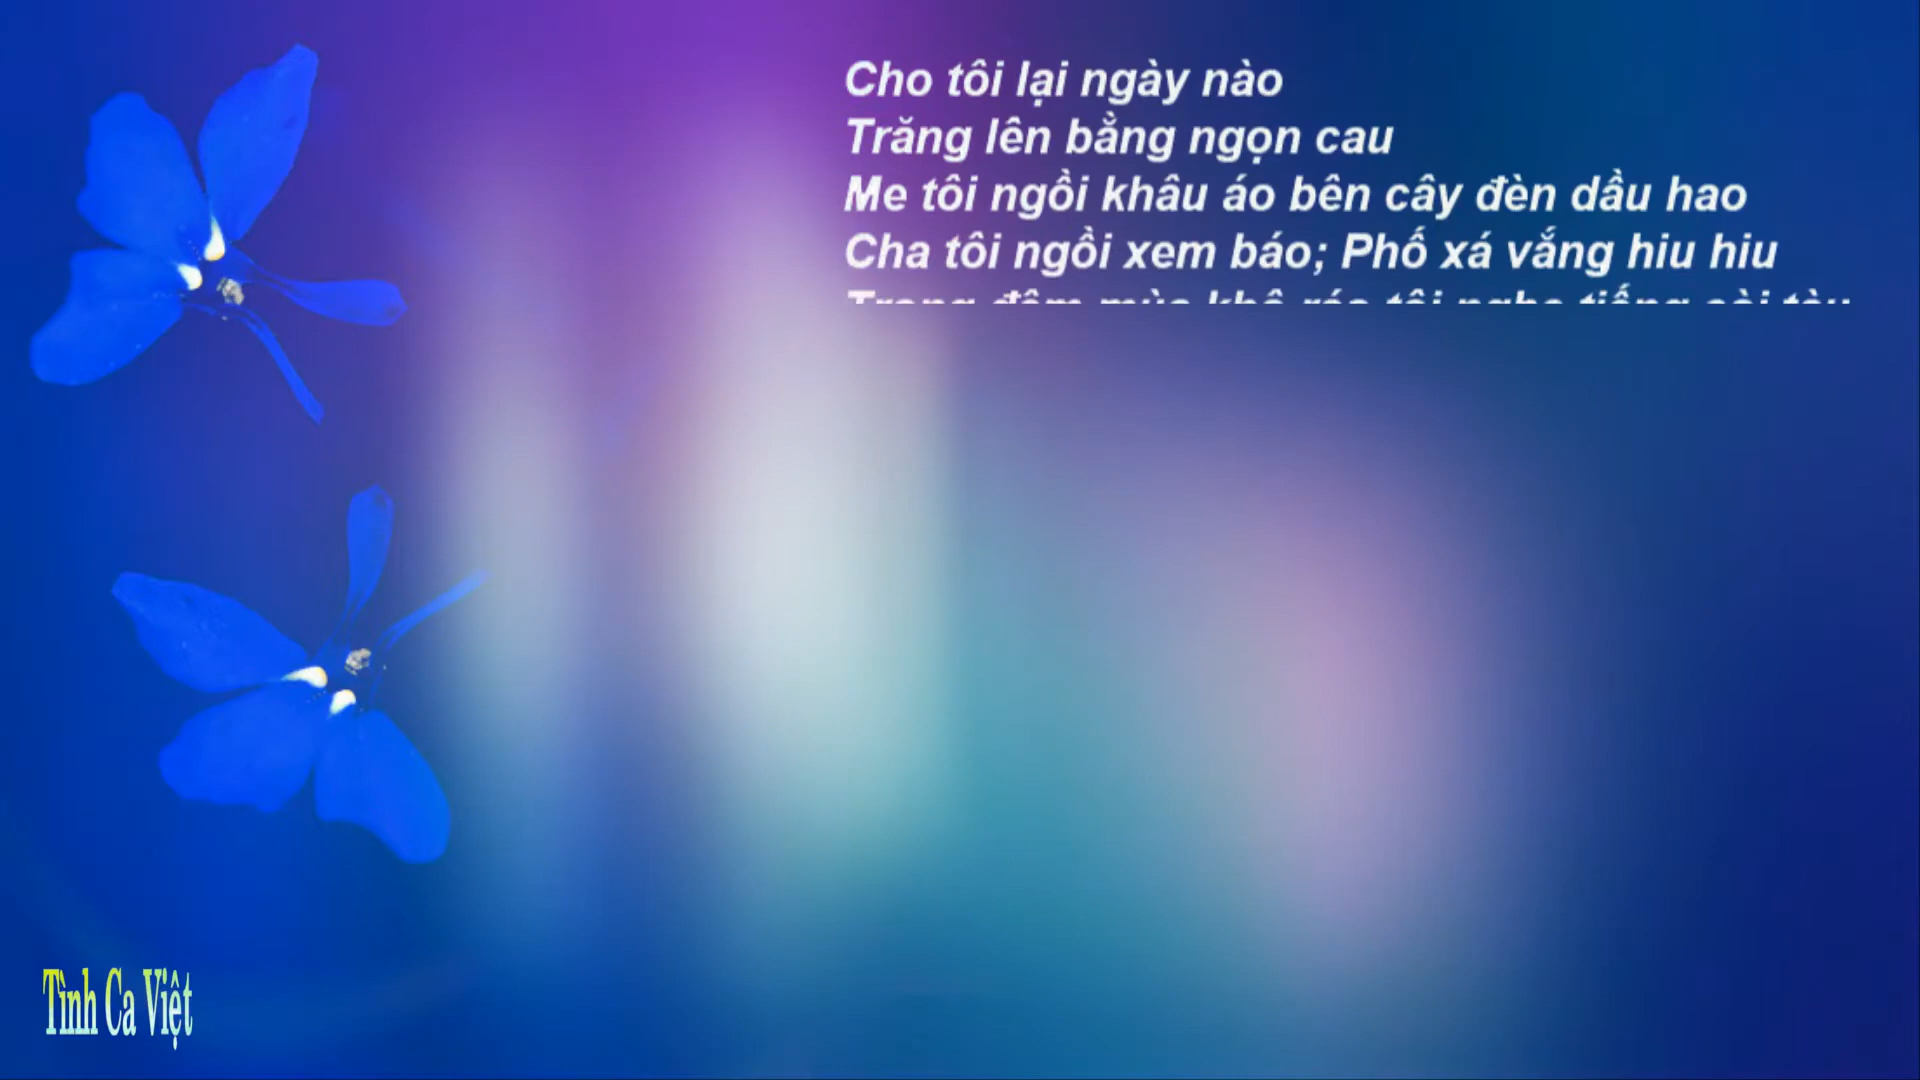 Cho tôi lại ngày nào
Trăng lên bằng ngọn cau
Me tôi ngồi khâu áo bên cây đèn dầu hao
Cha tôi ngồi xem báo; Phố xá vắng hiu hiu
Tình Ca Việt